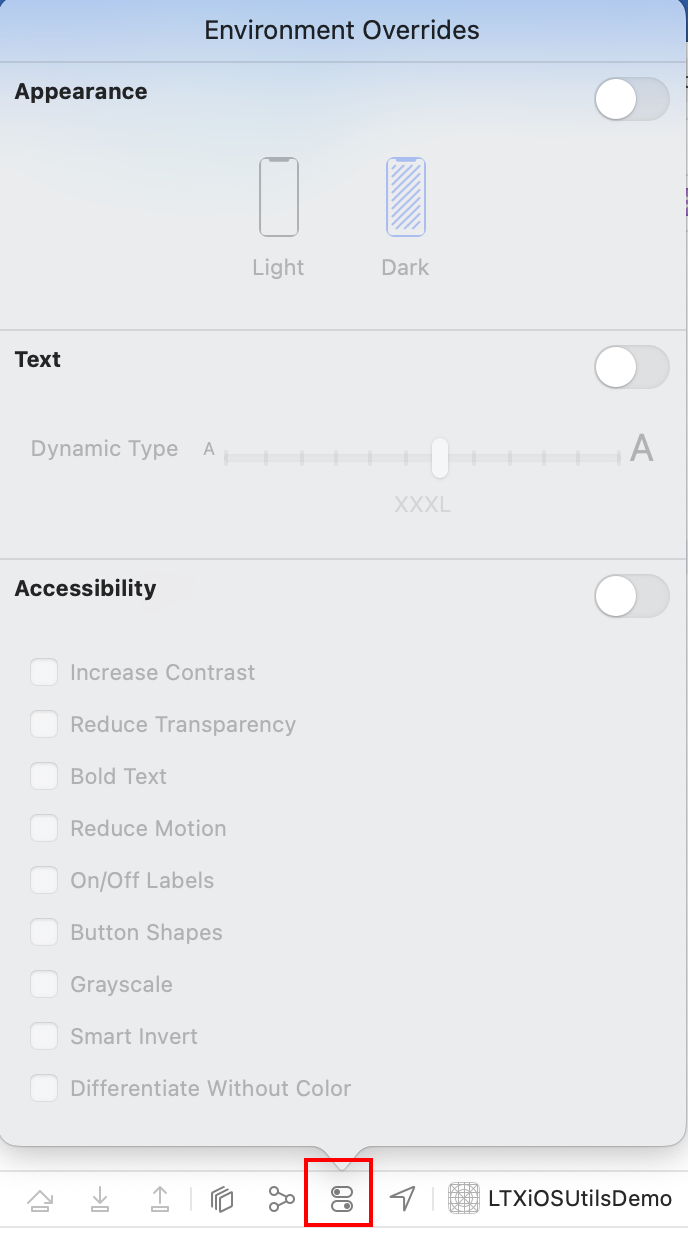 Environment Overrides
Appearance
Light Dark
Text
Dynamic Type A A
XXXL
Accessibility
Increase Contrast
Reduce Transparency
Bold Text
Reduce Motion
On/Off Labels
Button Shapes
Grayscale
Smart Invert
Differentiate Without Color
LTXiOSUtilsDemo